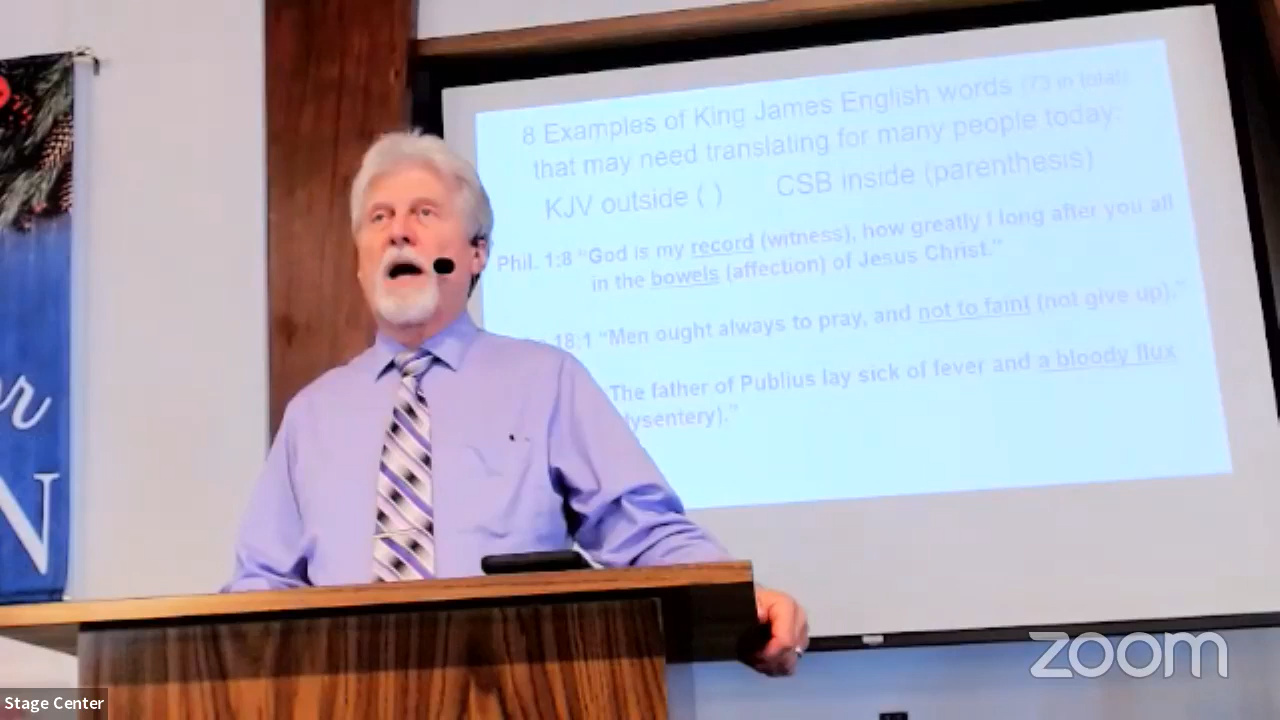 8 Examples of King James English words (73 in total)
that may need translating for many people today:
KJV outside ( ) CSB inside (parenthesis)
Phil. 1:8 “God is my record (witness), how greatly I long after you all
in the bowels (affection) of Jesus Christ.”
18:1 “Men ought always to pray, and not to faint (not give up).”
The father of Publius lay sick of fever and a bloody flux
dysentery).”
or
N
zoom
Stage Center